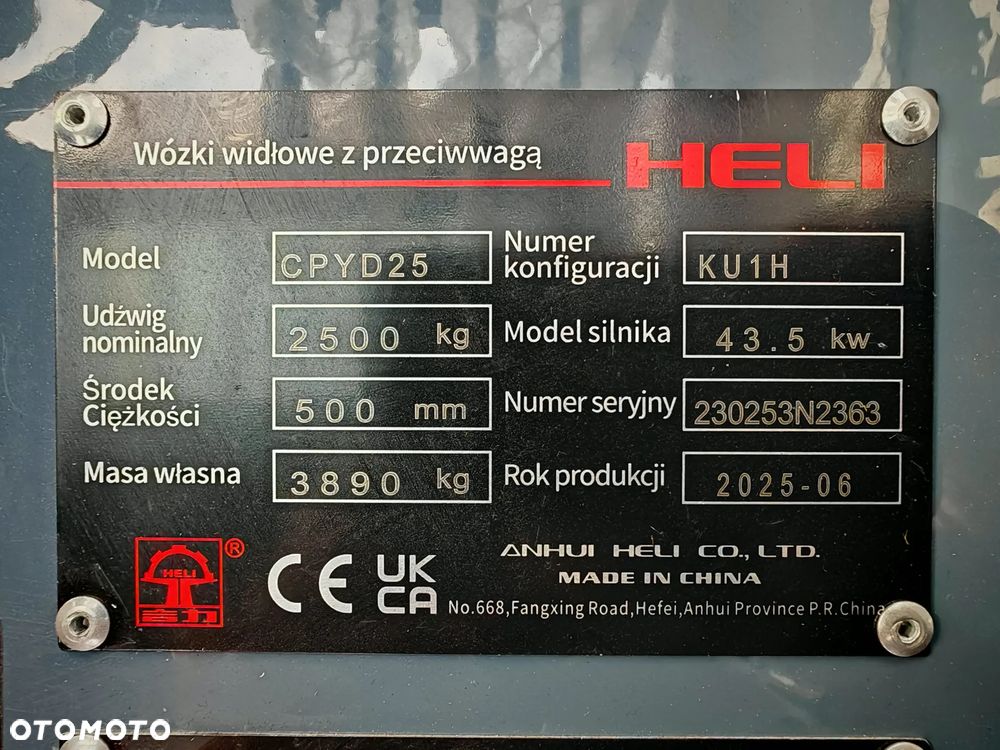 Wózki widłowe z przeciwwagą HELI
Model CPYD25
Numer konfiguracji KU1H
Udźwig nominalny 2500 kg
Model silnika 43.5 kw
Środek Ciężkości 500 mm
Numer seryjny 230253N2363
Masa własna 3890 kg
Rok produkcji 2025-06
HELI ®
合力
CE UK CA
ANHUI HELI CO., LTD.
MADE IN CHINA
No.668,Fangxing Road,Hefei,Anhui Province P.R.China
OTOMOTO